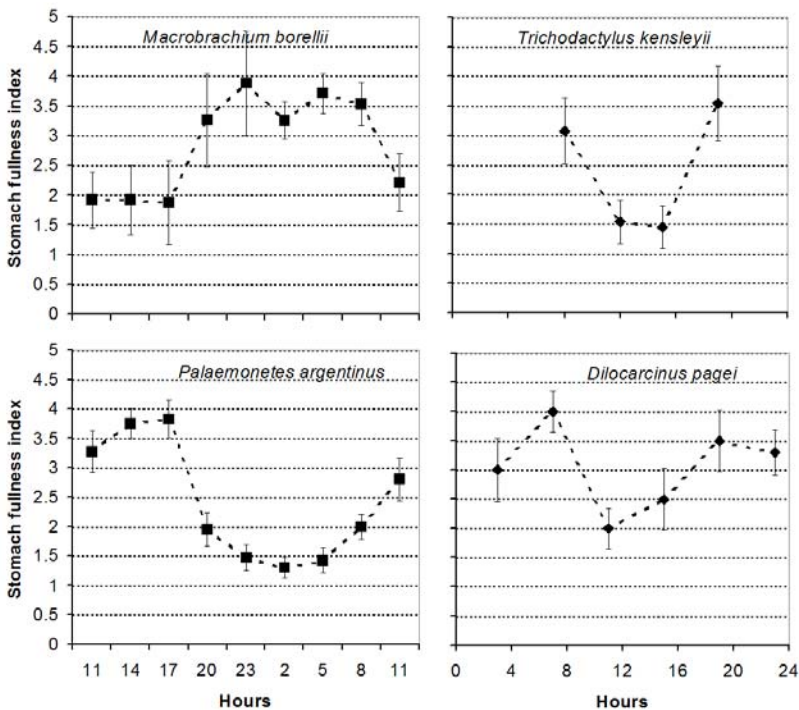 Macrobrachium borellii
Stomach fullness index
5
4.5
4
3.5
3
2.5
2
1.5
1
0.5
0
Trichodactylus kensleyii
Palaemonetes argentinus
Stomach fullness index
5
4.5
4
3.5
3
2.5
2
1.5
1
0.5
0
11 14 17 20 23 2 5 8 11
Hours
Dilocarcinus pagei
0 4 8 12 16 20 24
Hours